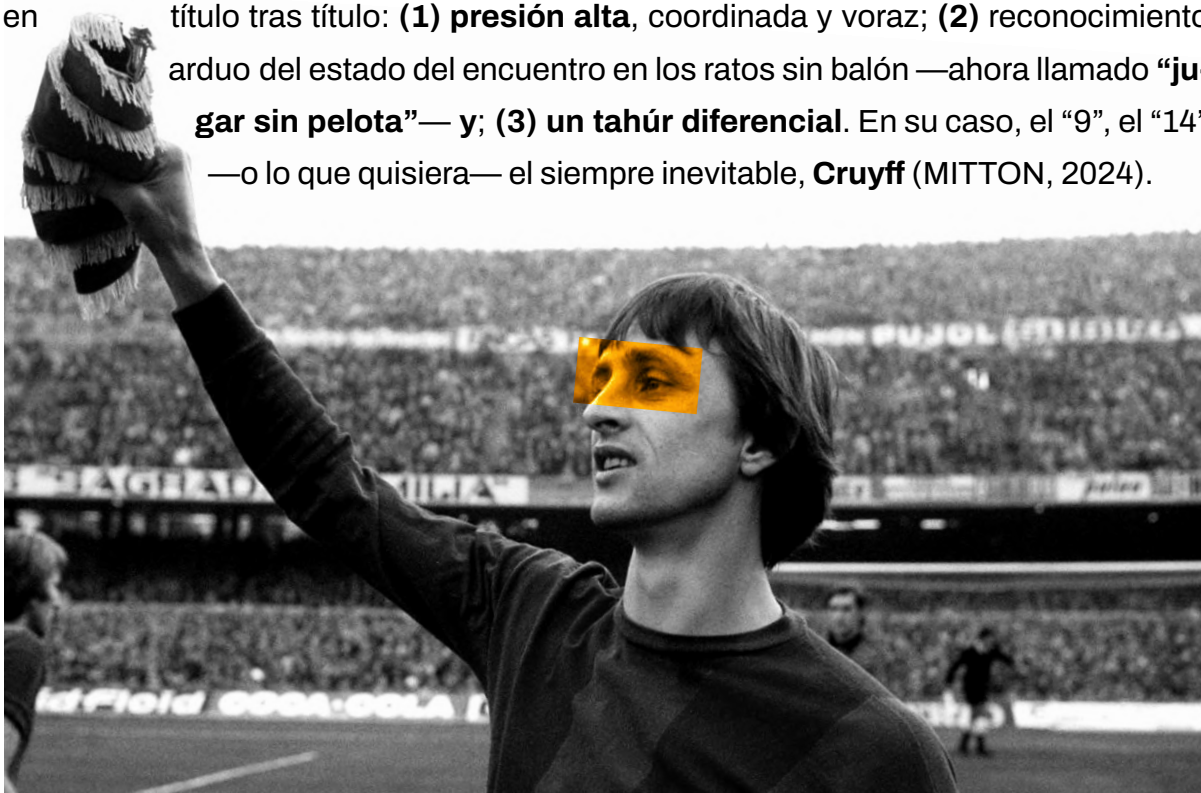 en título tras título: (1) presión alta, coordinada y voraz; (2) reconocimiento
arduo del estado del encuentro en los ratos sin balón —ahora llamado “ju-
gar sin pelota”— y; (3) un tahúr diferencial. En su caso, el “9”, el “14”
—o lo que quisiera— el siempre inevitable, Cruyff (MITTON, 2024).
PUJOL
COCA-COLA